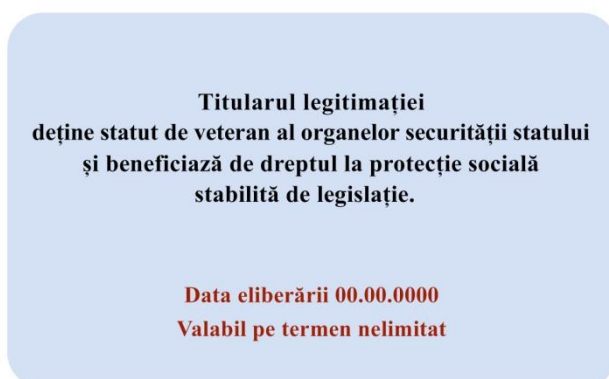 Titularul legitimației
deține statut de veteran al organelor securității statului
și beneficiază de dreptul la protecție socială
stabilită de legislație.
Data eliberării 00.00.0000
Valabil pe termen nelimitat